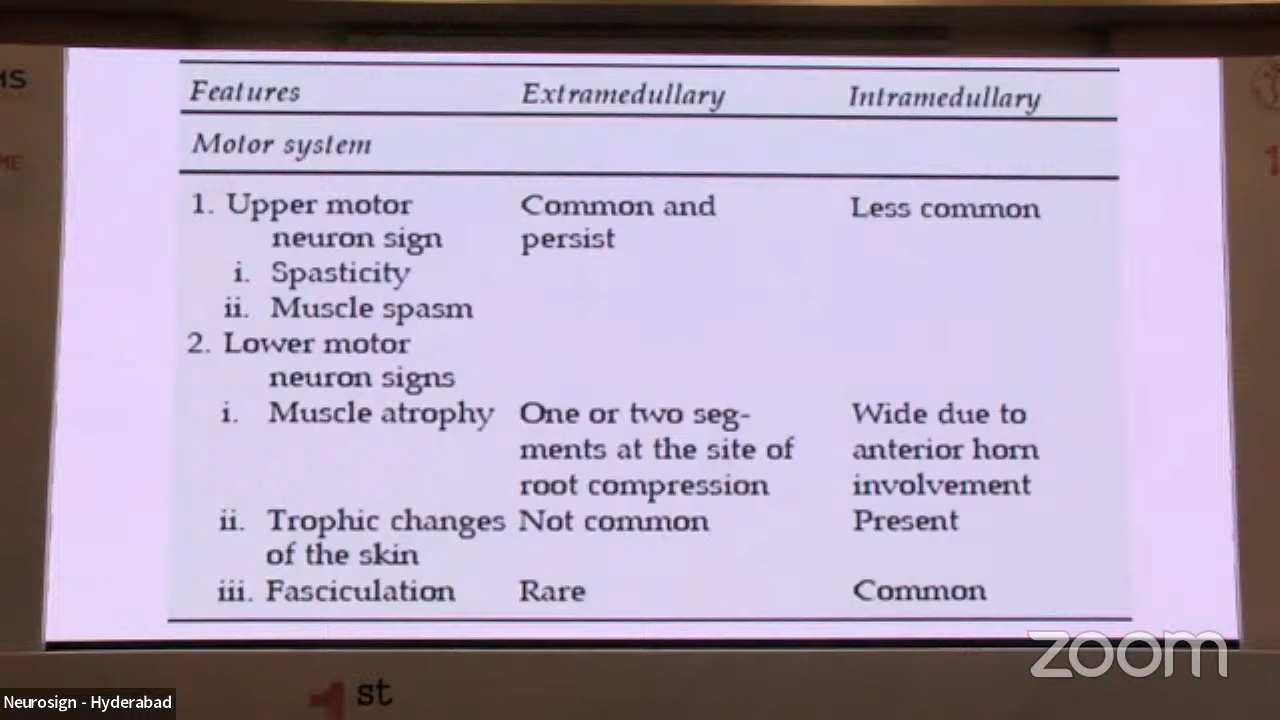 Features Extramedullary Intramedullary
Motor system
1. Upper motor Common and Less common
neuron sign persist
i. Spasticity
ii. Muscle spasm
2. Lower motor
neuron signs
i. Muscle atrophy One or two seg- Wide due to
ments at the site of anterior horn
root compression involvement
ii. Trophic changes Not common Present
of the skin
iii. Fasciculation Rare Common
zoom
Neurosign - Hyderabad
1st